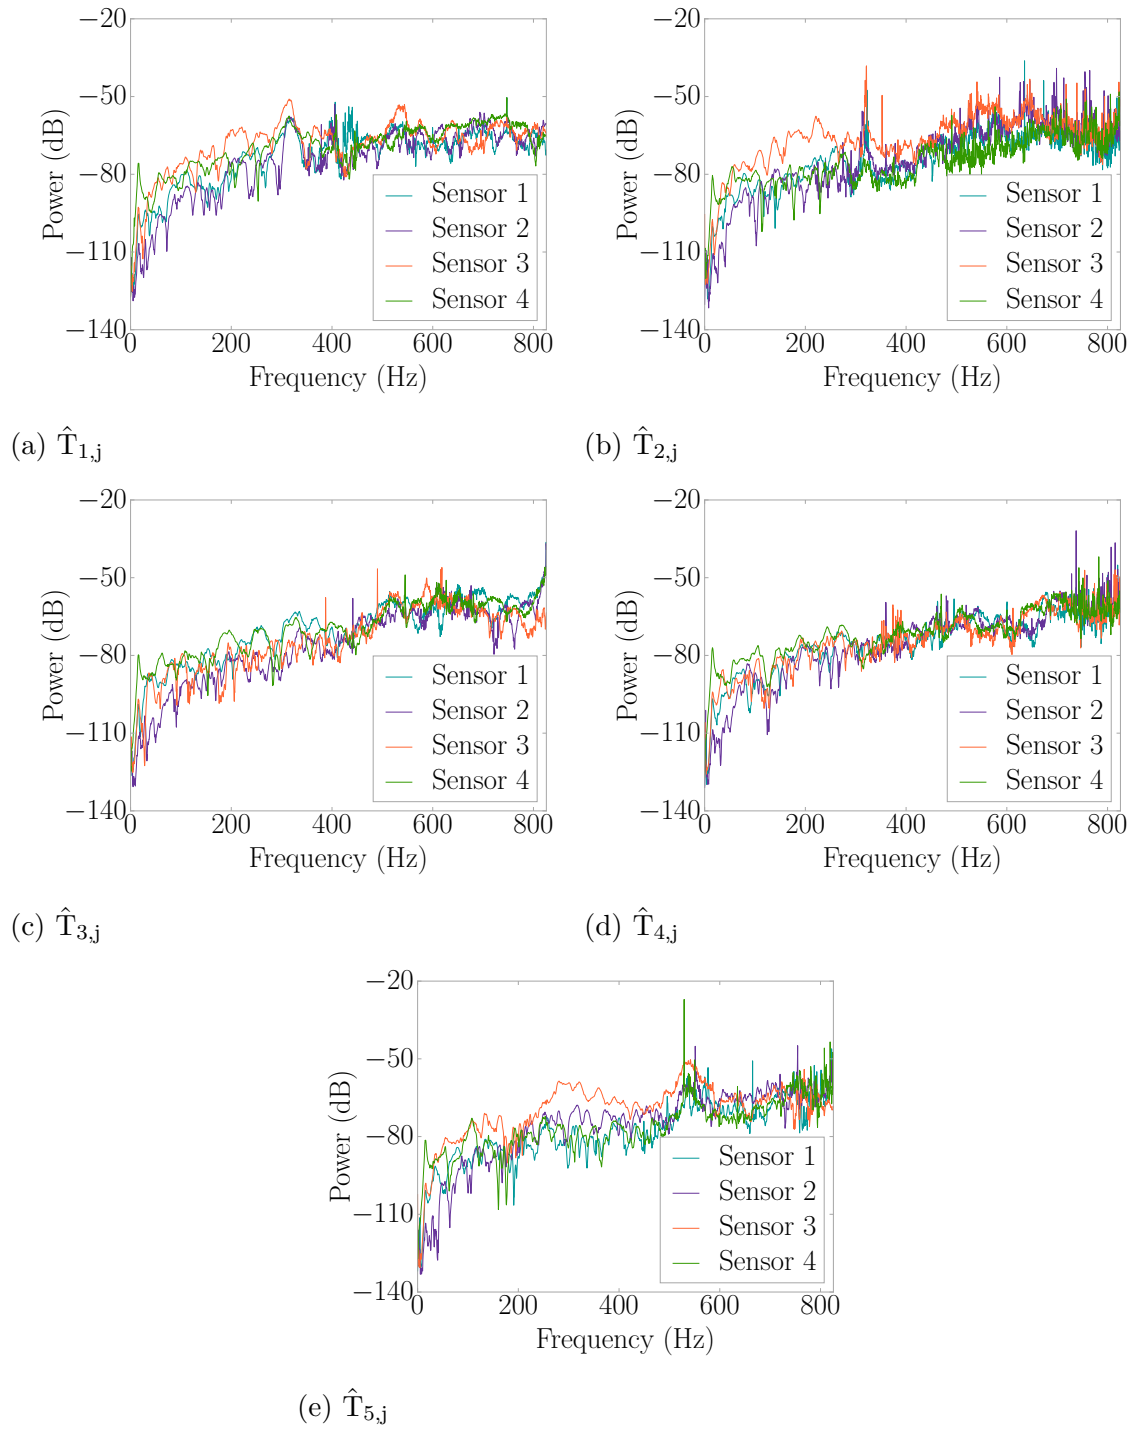 −20
−50
−80
−110
−140
Power (dB)
0 200 400 600 800
Frequency (Hz)
Sensor 1
Sensor 2
Sensor 3
Sensor 4
(a) T̂1,j
−20
−50
−80
−110
−140
Power (dB)
0 200 400 600 800
Frequency (Hz)
Sensor 1
Sensor 2
Sensor 3
Sensor 4
(b) T̂2,j
−20
−50
−80
−110
−140
Power (dB)
0 200 400 600 800
Frequency (Hz)
Sensor 1
Sensor 2
Sensor 3
Sensor 4
(c) T̂3,j
−20
−50
−80
−110
−140
Power (dB)
0 200 400 600 800
Frequency (Hz)
Sensor 1
Sensor 2
Sensor 3
Sensor 4
(d) T̂4,j
−20
−50
−80
−110
−140
Power (dB)
0 200 400 600 800
Frequency (Hz)
Sensor 1
Sensor 2
Sensor 3
Sensor 4
(e) T̂5,j